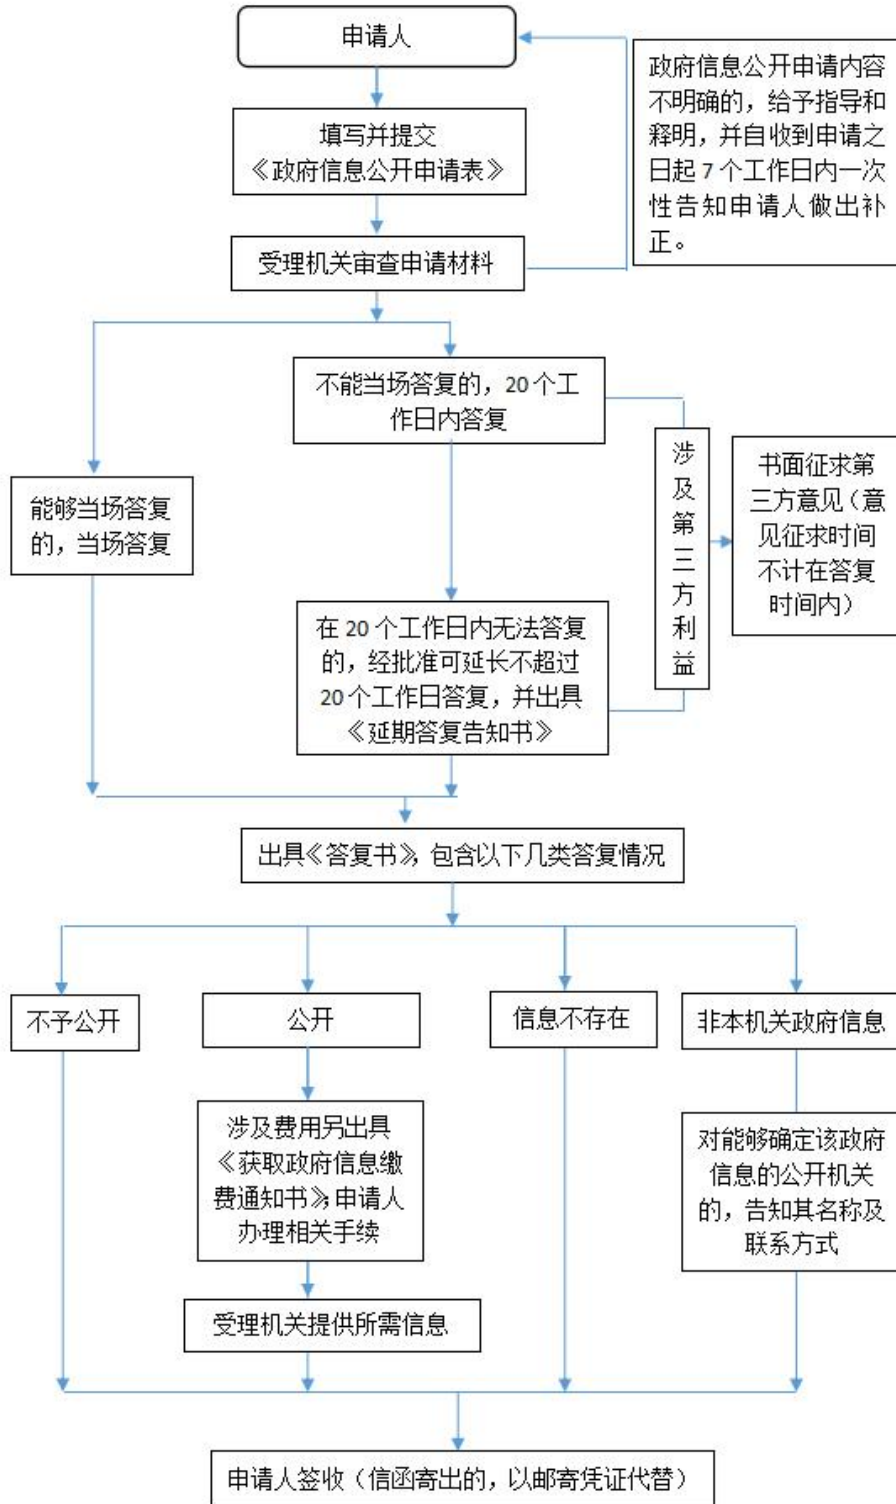 申请人
政府信息公开申请内容
不明确的，给予指导和
释明，并自收到申请之
日起 7 个工作日内一次
性告知申请人做出补
正。
填写并提交
《政府信息公开申请表》
受理机关审查申请材料
不能当场答复的，20 个工
作日内答复
能够当场答复
的，当场答复
涉及第三方利益
书面征求第
三方意见（意
见征求时间
不计在答复
时间内）
在 20 个工作日内无法答复
的，经批准可延长不超过
20 个工作日答复，并出具
《延期答复告知书》
出具《答复书》，包含以下几类答复情况
不予公开
公开
信息不存在
非本机关政府信息
涉及费用另出具
《获取政府信息缴
费通知书》；申请人
办理相关手续
对能够确定该政府
信息的公开机关
的，告知其名称及
联系方式
受理机关提供所需信息
申请人签收（信函寄出的，以邮寄凭证代替）